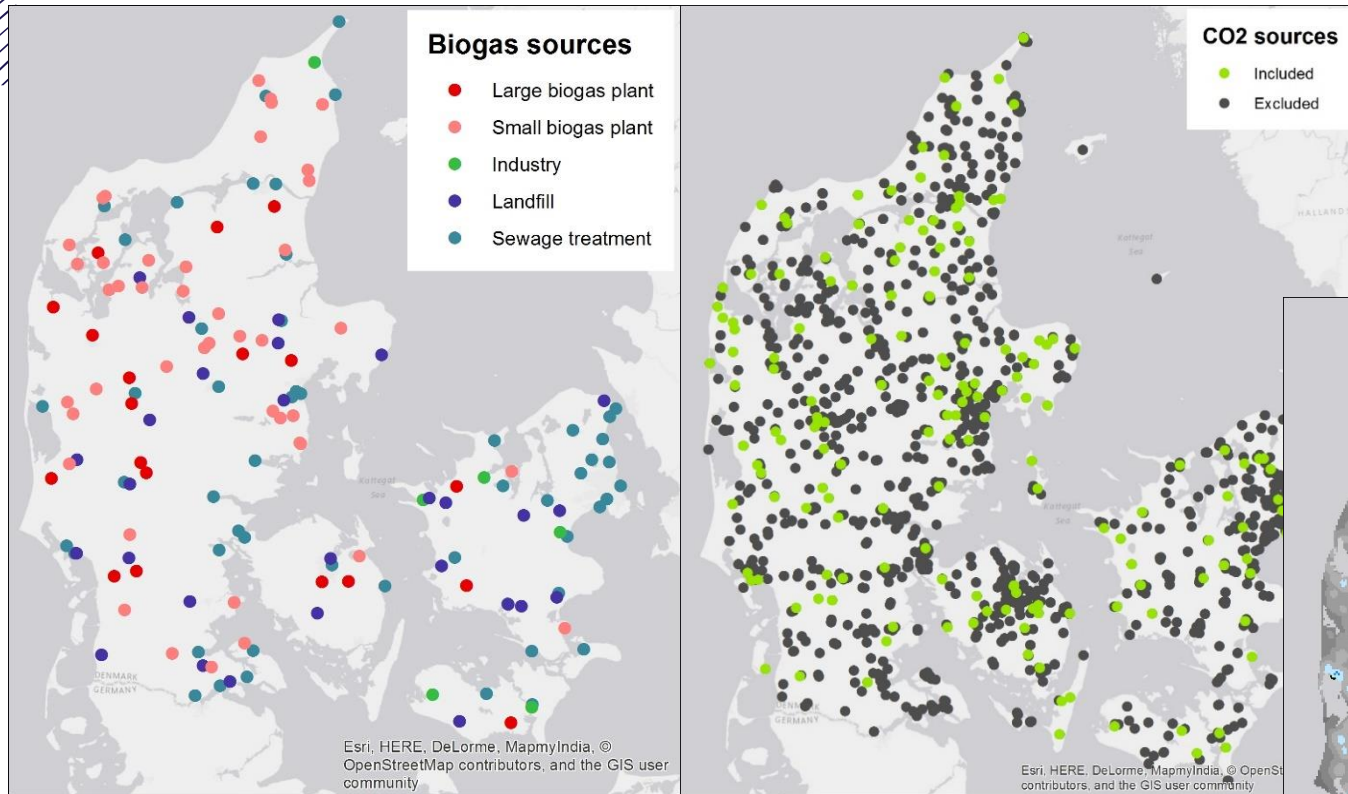 Biogas sources
Large biogas plant
Small biogas plant
Industry
Landfill
Sewage treatment
Kattegat
Sea
DENMARK
GERMANY
Esri, HERE, DeLorme, MapmyIndia, ©
OpenStreetMap contributors, and the GIS user
community
CO2 sources
Included
Excluded
HALLANDS
Kattegat
Sea
Kattegat
Sea
GERMANY
Esri, HERE, DeLorme, MapmyIndia, © OpenSt
contributors, and the GIS user community